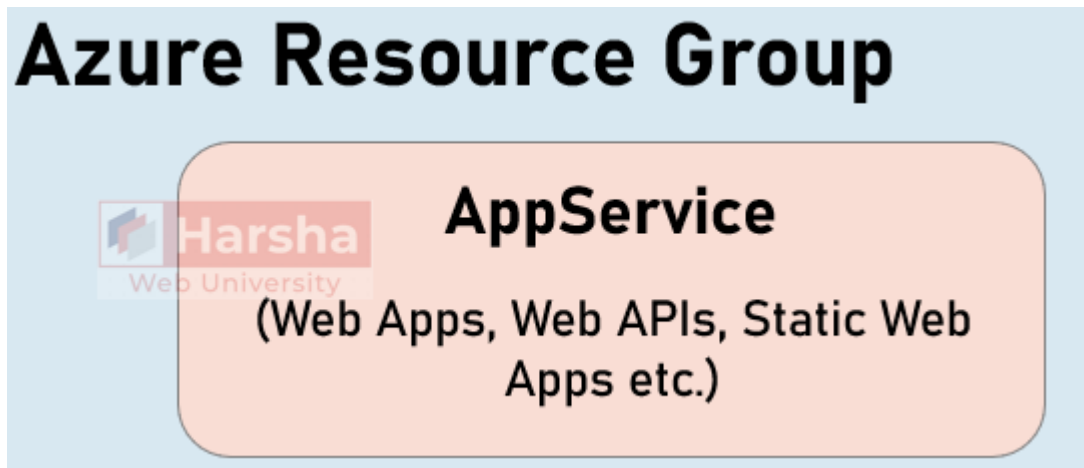 Azure Resource Group
AppService
Harsha
Web University
(Web Apps, Web APIs, Static Web
Apps etc.)